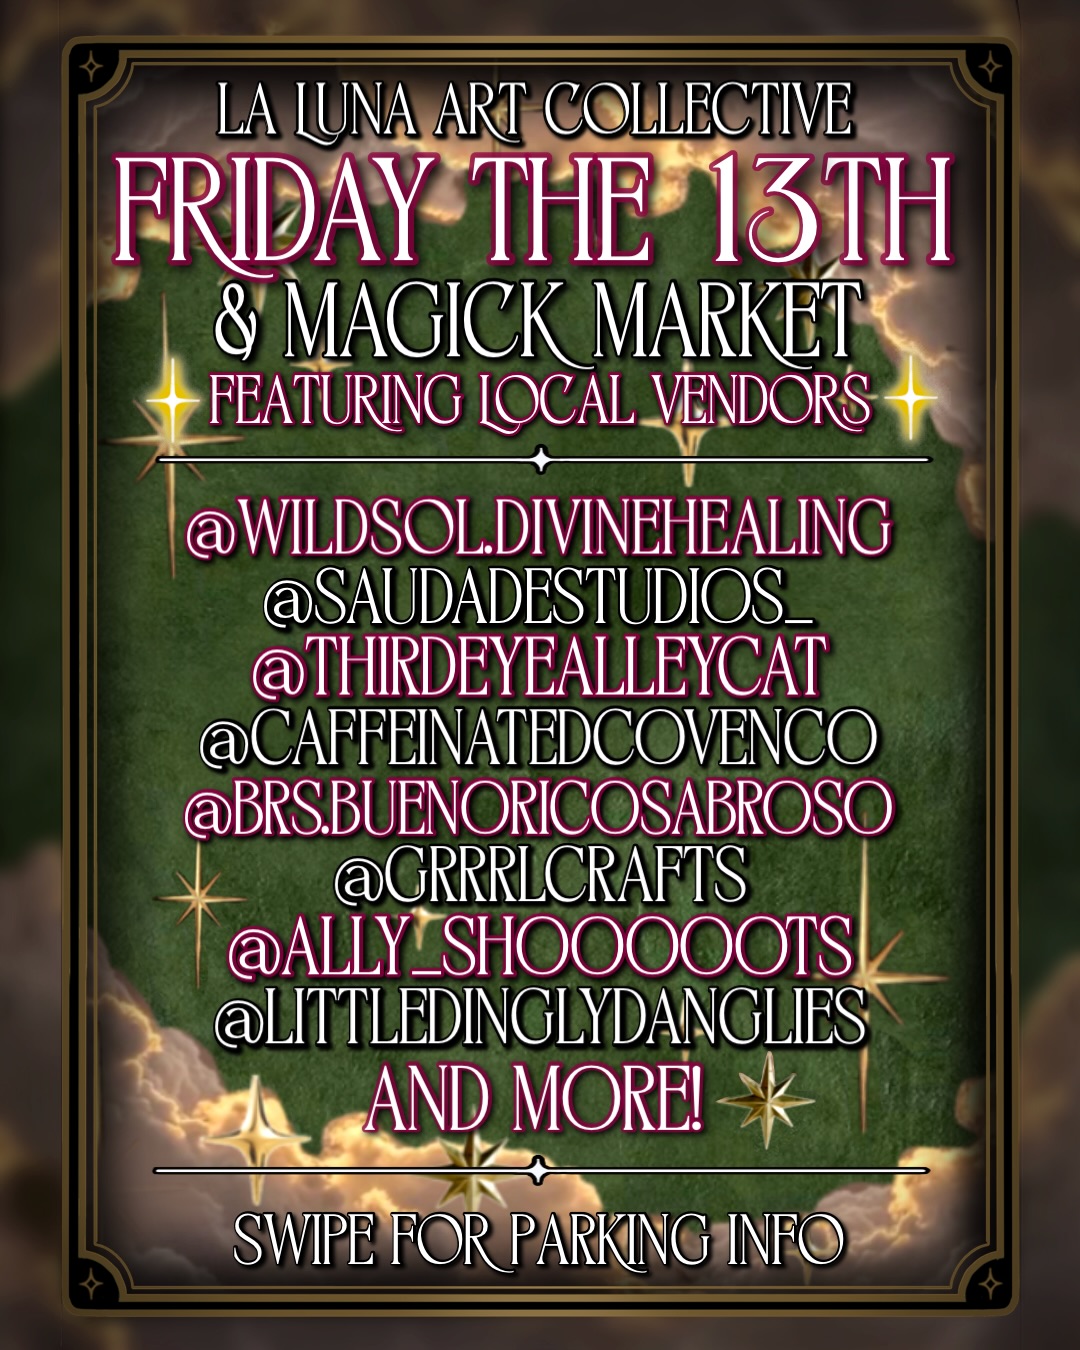 LA LUNA ART COLLECTIVE
FRIDAY THE 13TH
& MAGICK MARKET
FEATURING LOCAL VENDORS
@WILDSOL.DIVINEHEALING
@SAUDADESTUDIOS_
@THIRDEYEALLEYCAT
@CAFFEINATEDCOVENCO
@BRS.BUENORICOSABROSO
@GRRRLCRAFTS
@ALLY_SHOOOOOTS
@LITTLEDINGLYDANGLIES
AND MORE!
SWIPE FOR PARKING INFO